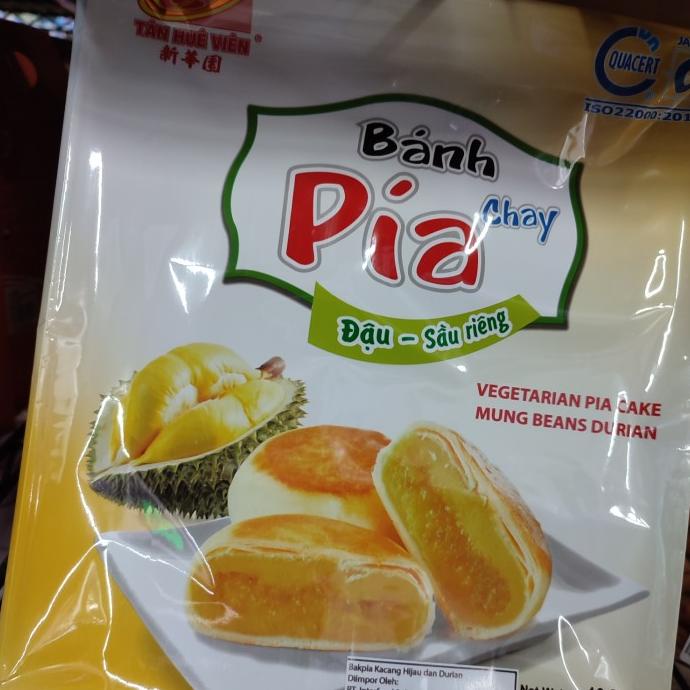 TÂN HUÊ VIÊN ®
新華園
QUACERT
ISO22000:201
Bánh
Pía
Chay
Đậu - Sầu riêng
VEGETARIAN PIA CAKE
MUNG BEANS DURIAN
Bakpia Kacang Hijau dan Durian
Diimpor Oleh: